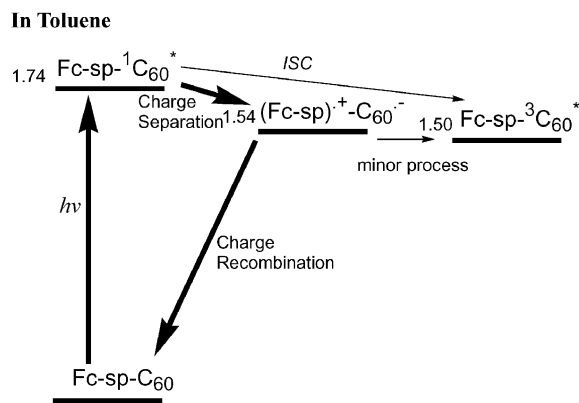 In Toluene
1.74 Fc-sp-¹C₆₀*
ISC
Charge
Separation
1.54 (Fc-sp)·⁺-C₆₀·⁻
1.50 Fc-sp-³C₆₀*
minor process
hν
Charge
Recombination
Fc-sp-C₆₀